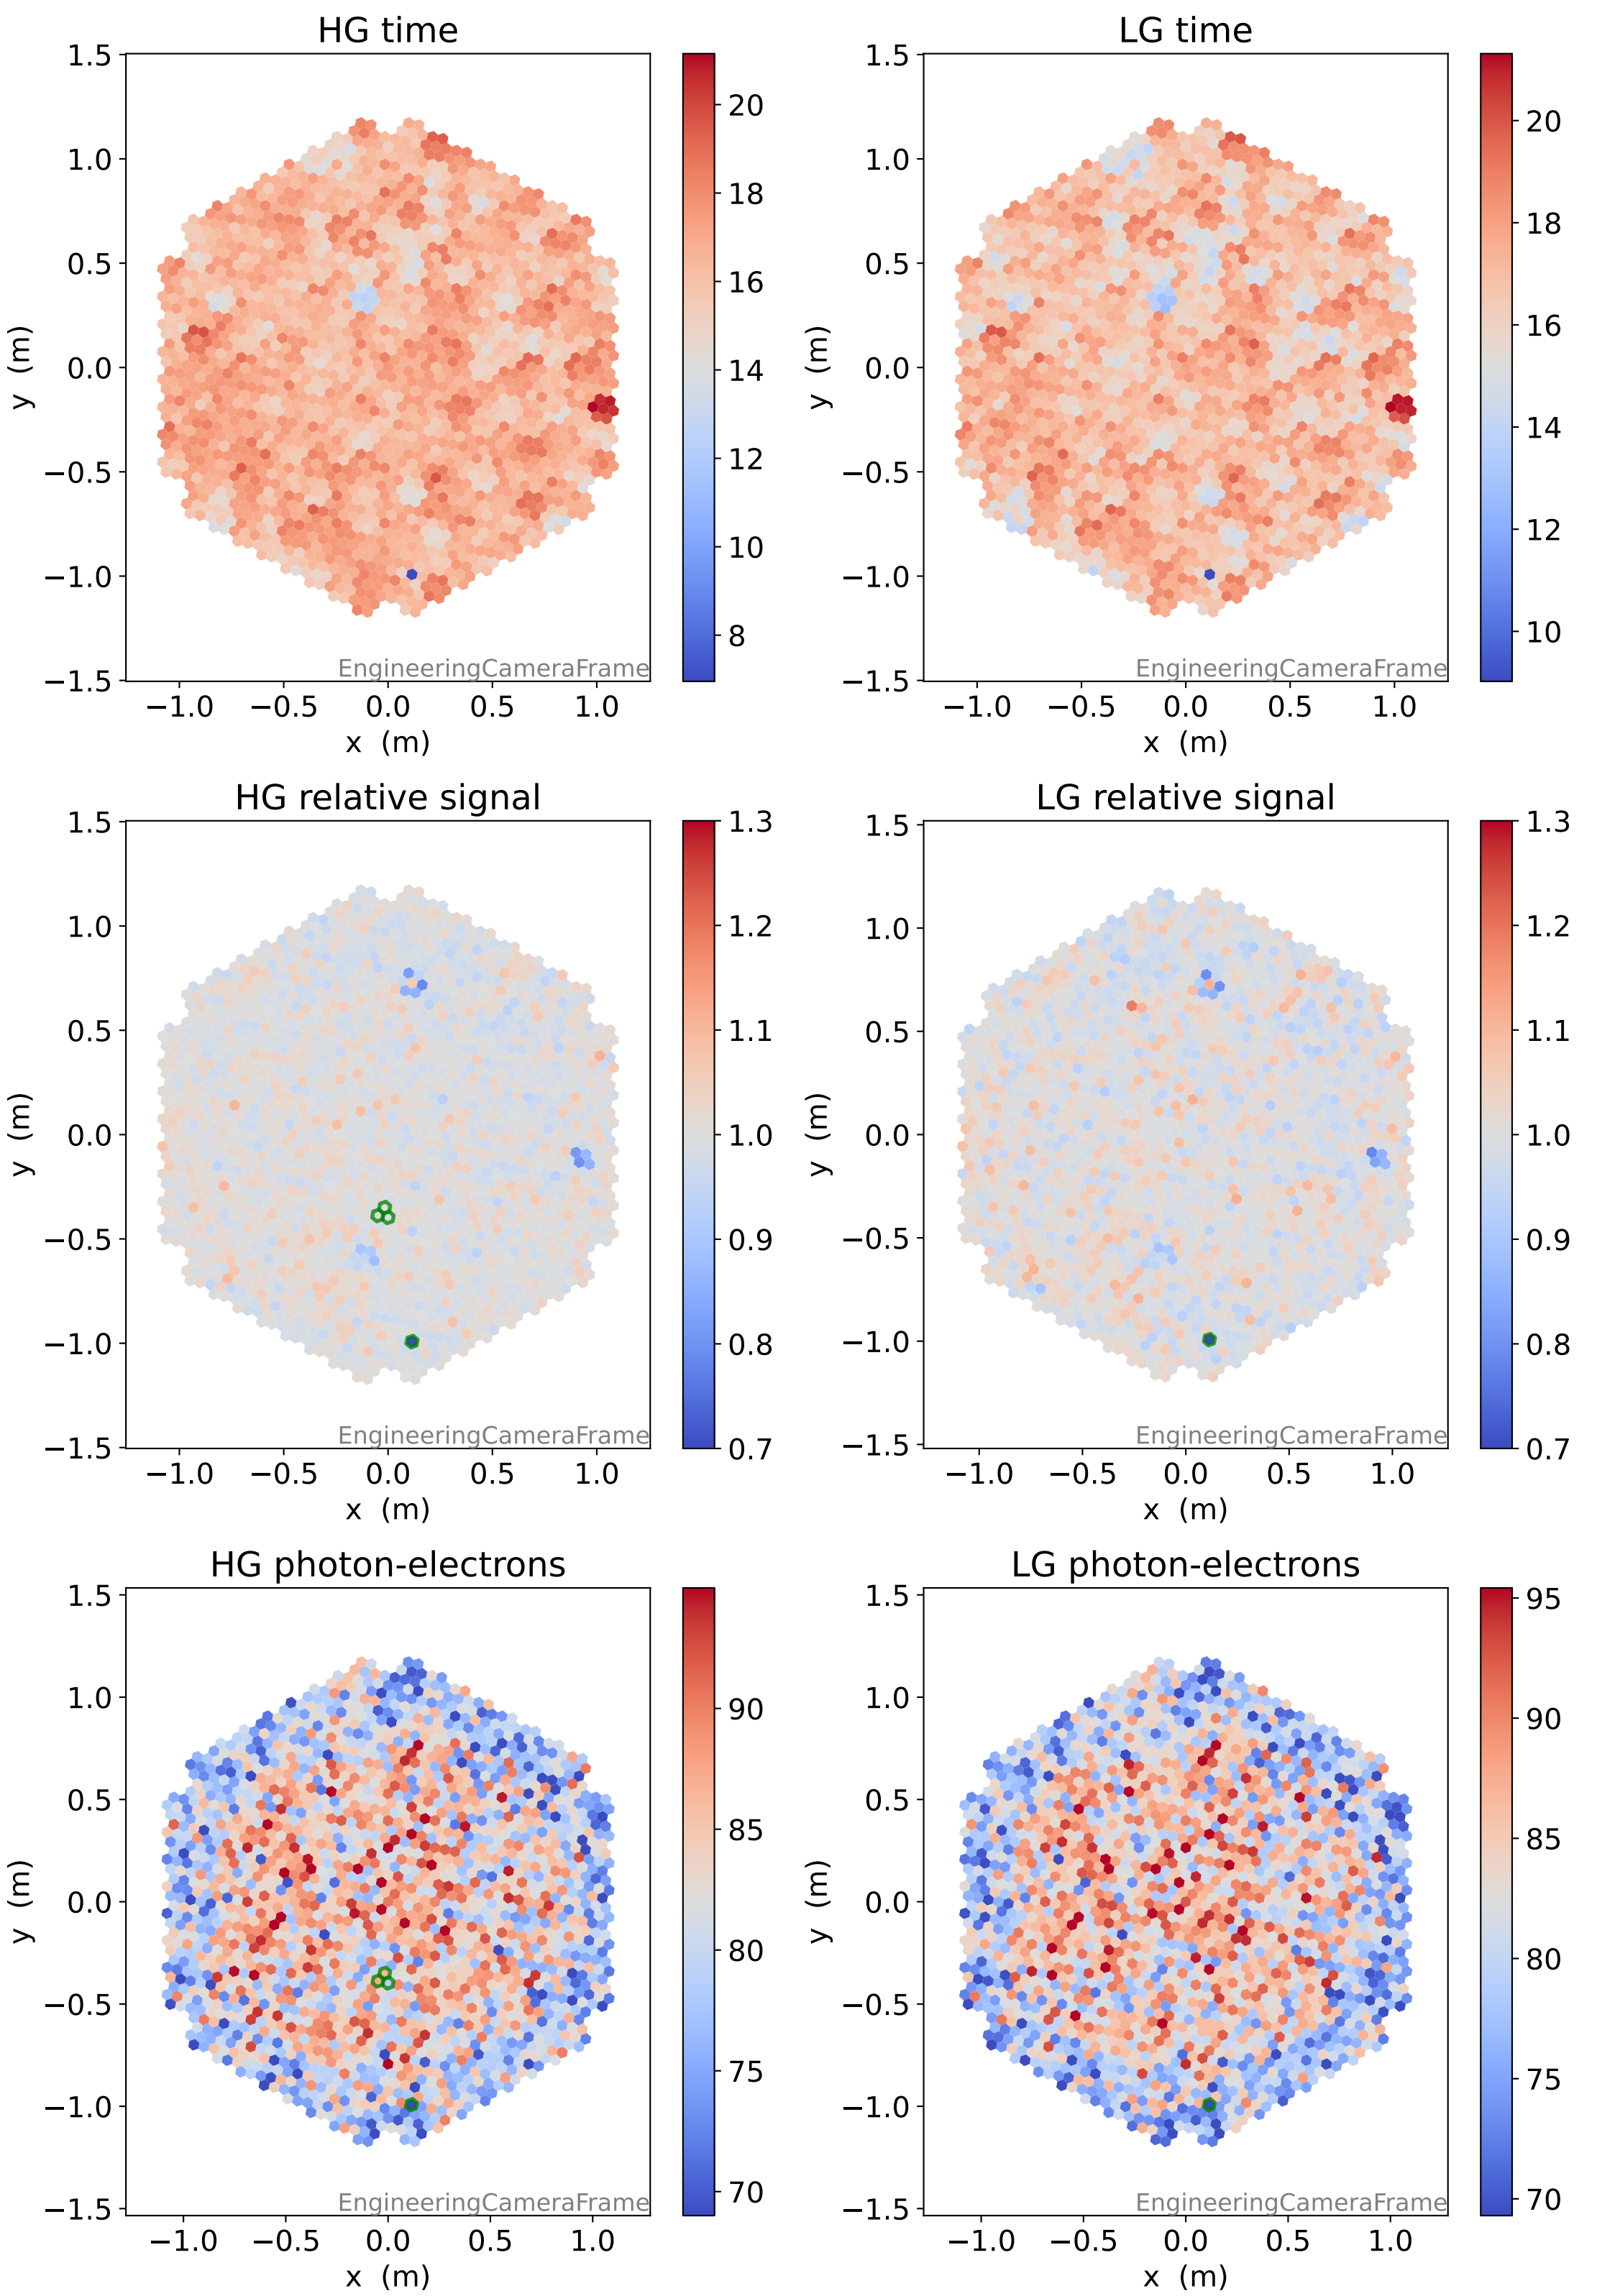 HG time
1.5
1.0
0.5
0.0
−0.5
−1.0
−1.5
y (m)
EngineeringCameraFrame
−1.0 −0.5 0.0 0.5 1.0
x (m)
20
18
16
14
12
10
8
LG time
1.5
1.0
0.5
0.0
−0.5
−1.0
−1.5
y (m)
EngineeringCameraFrame
−1.0 −0.5 0.0 0.5 1.0
x (m)
20
18
16
14
12
10
HG relative signal
1.5
1.0
0.5
0.0
−0.5
−1.0
−1.5
y (m)
EngineeringCameraFrame
−1.0 −0.5 0.0 0.5 1.0
x (m)
1.3
1.2
1.1
1.0
0.9
0.8
0.7
LG relative signal
1.5
1.0
0.5
0.0
−0.5
−1.0
−1.5
y (m)
EngineeringCameraFrame
−1.0 −0.5 0.0 0.5 1.0
x (m)
1.3
1.2
1.1
1.0
0.9
0.8
0.7
HG photon-electrons
1.5
1.0
0.5
0.0
−0.5
−1.0
−1.5
y (m)
EngineeringCameraFrame
−1.0 −0.5 0.0 0.5 1.0
x (m)
90
85
80
75
70
LG photon-electrons
1.5
1.0
0.5
0.0
−0.5
−1.0
−1.5
y (m)
EngineeringCameraFrame
−1.0 −0.5 0.0 0.5 1.0
x (m)
95
90
85
80
75
70